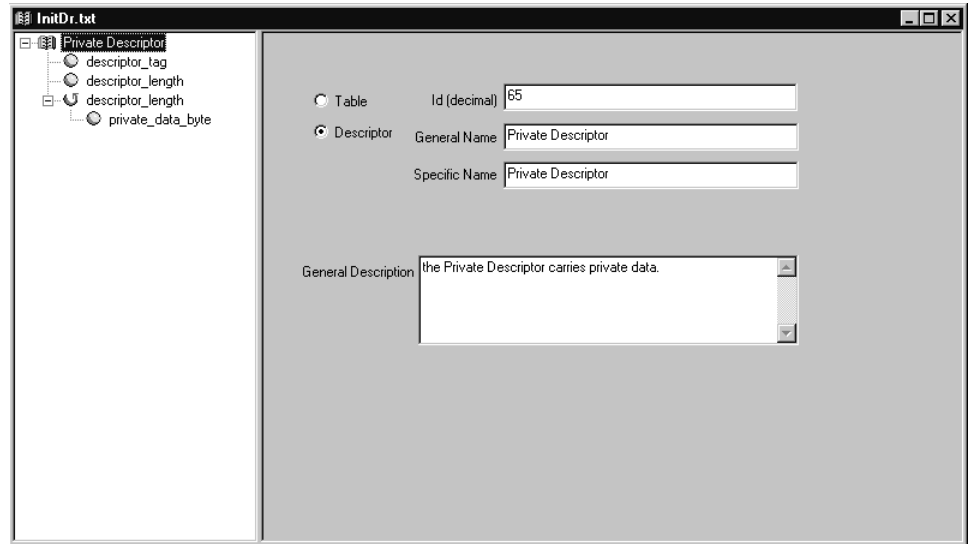 InitDr.txt
Private Descriptor
descriptor_tag
descriptor_length
descriptor_length
private_data_byte
Table
Id (decimal) 65
Descriptor
General Name Private Descriptor
Specific Name Private Descriptor
General Description the Private Descriptor carries private data.